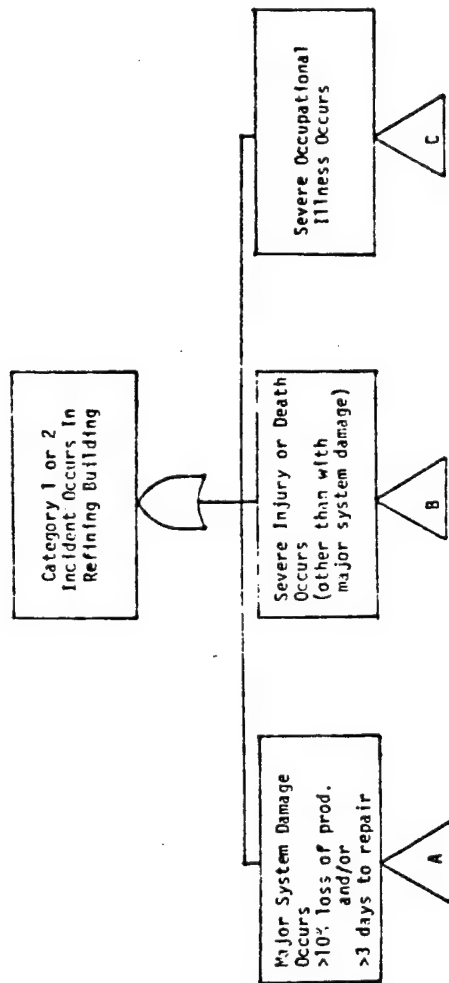 Category 1 or 2
Incident Occurs In
Refining Building
Major System Damage
Occurs
>10% loss of prod.
and/or
>3 days to repair
A
Severe Injury or Death
Occurs
(other than with
major system damage)
B
Severe Occupational
Illness Occurs
C